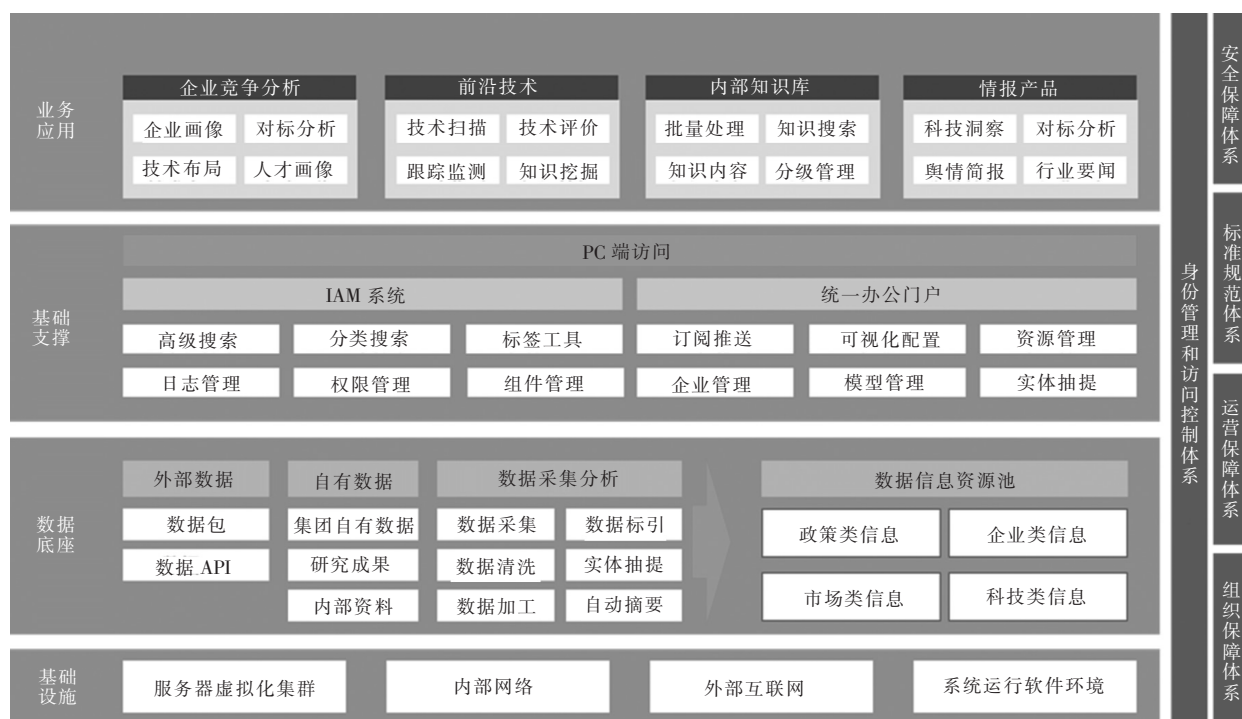 业务
应用
企业竞争分析
企业画像
对标分析
技术布局
人才画像
前沿技术
技术扫描
技术评价
跟踪监测
知识挖掘
内部知识库
批量处理
知识搜索
知识内容
分级管理
情报产品
科技洞察
对标分析
舆情简报
行业要闻
基础
支撑
PC 端访问
IAM 系统
统一办公门户
高级搜索
分类搜索
标签工具
订阅推送
可视化配置
资源管理
日志管理
权限管理
组件管理
企业管理
模型管理
实体抽提
数据
底座
外部数据
数据包
数据 API
自有数据
集团自有数据
研究成果
内部资料
数据采集分析
数据采集
数据标引
数据清洗
实体抽提
数据加工
自动摘要
数据信息资源池
政策类信息
企业类信息
市场类信息
科技类信息
基础
设施
服务器虚拟化集群
内部网络
外部互联网
系统运行软件环境
身份管理和访问控制体系
安全保障体系
标准规范体系
运营保障体系
组织保障体系